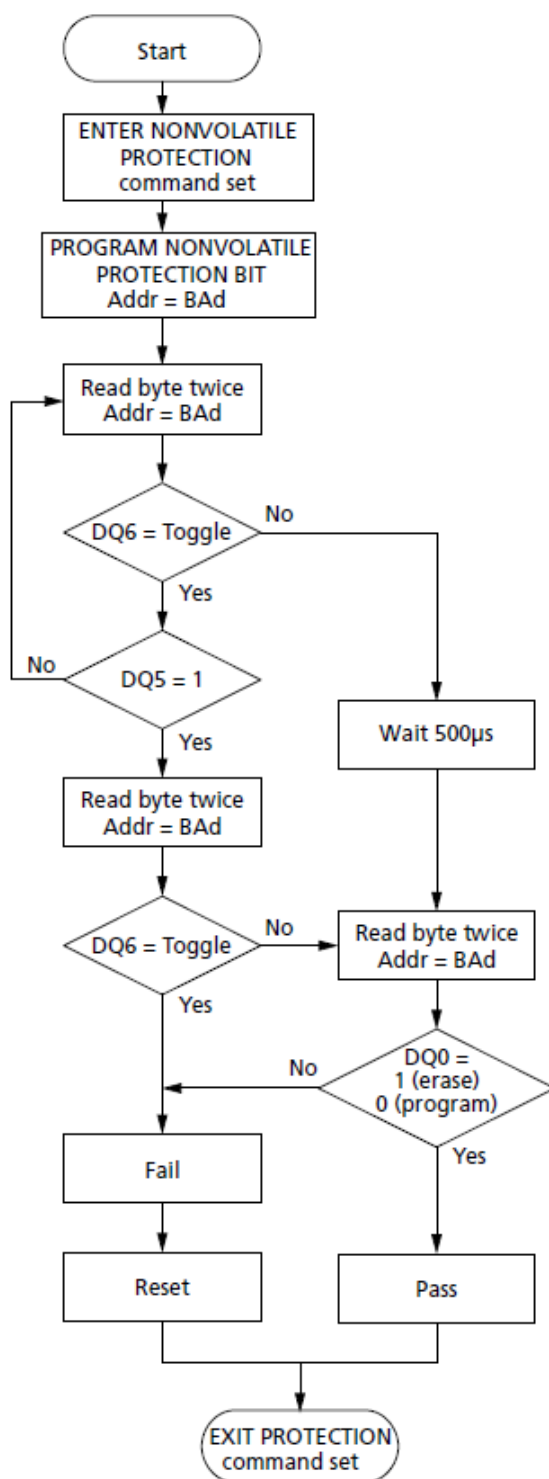 Start
ENTER NONVOLATILE
PROTECTION
command set
PROGRAM NONVOLATILE
PROTECTION BIT
Addr = BAd
Read byte twice
Addr = BAd
DQ6 = Toggle
No
Yes
DQ5 = 1
No
Yes
Wait 500µs
Read byte twice
Addr = BAd
DQ6 = Toggle
No
Yes
Read byte twice
Addr = BAd
DQ0 =
1 (erase)
0 (program)
No
Yes
Fail
Reset
Pass
EXIT PROTECTION
command set